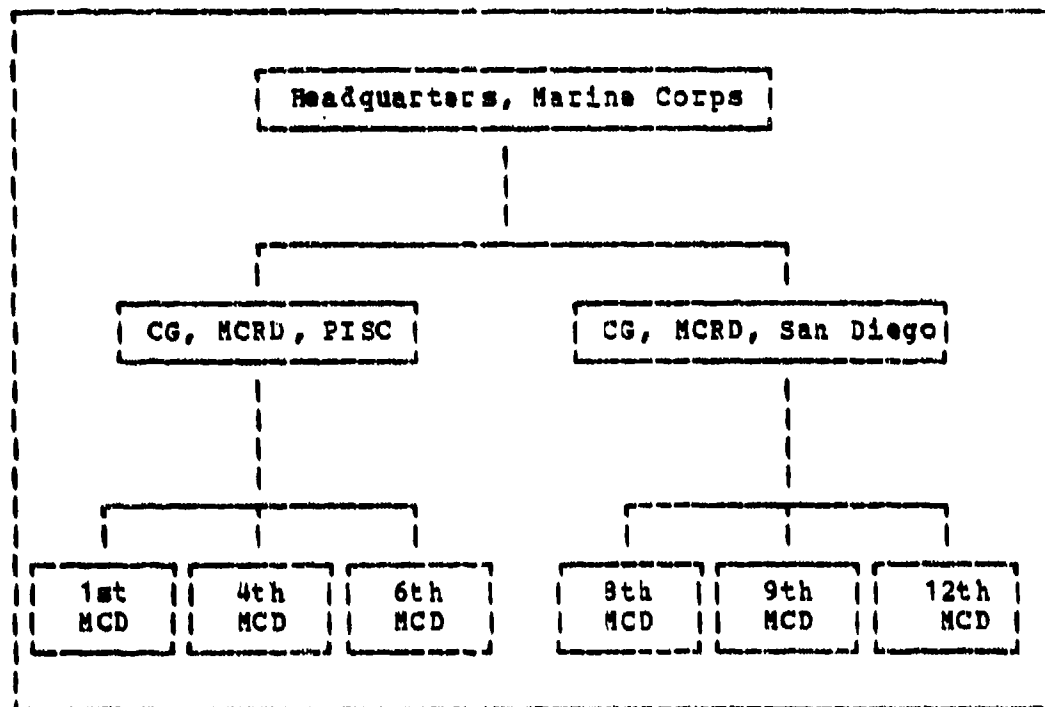 Headquarters, Marine Corps
CG, MCRD, PISC
CG, MCRD, San Diego
1st
MCD
4th
MCD
6th
MCD
8th
MCD
9th
MCD
12th
MCD